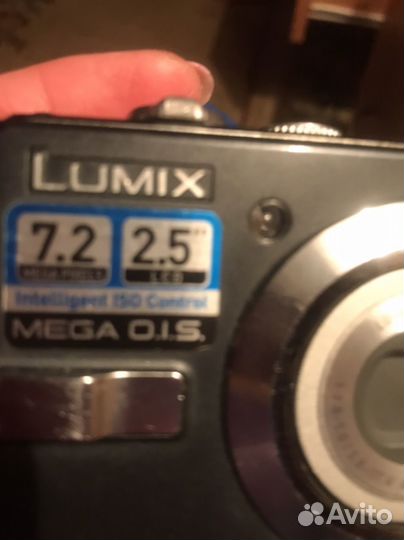 LUMIX
7.2 2.5"
MEGA PIXELS LCD
Intelligent ISO Control
MEGA O.I.S.
Avito